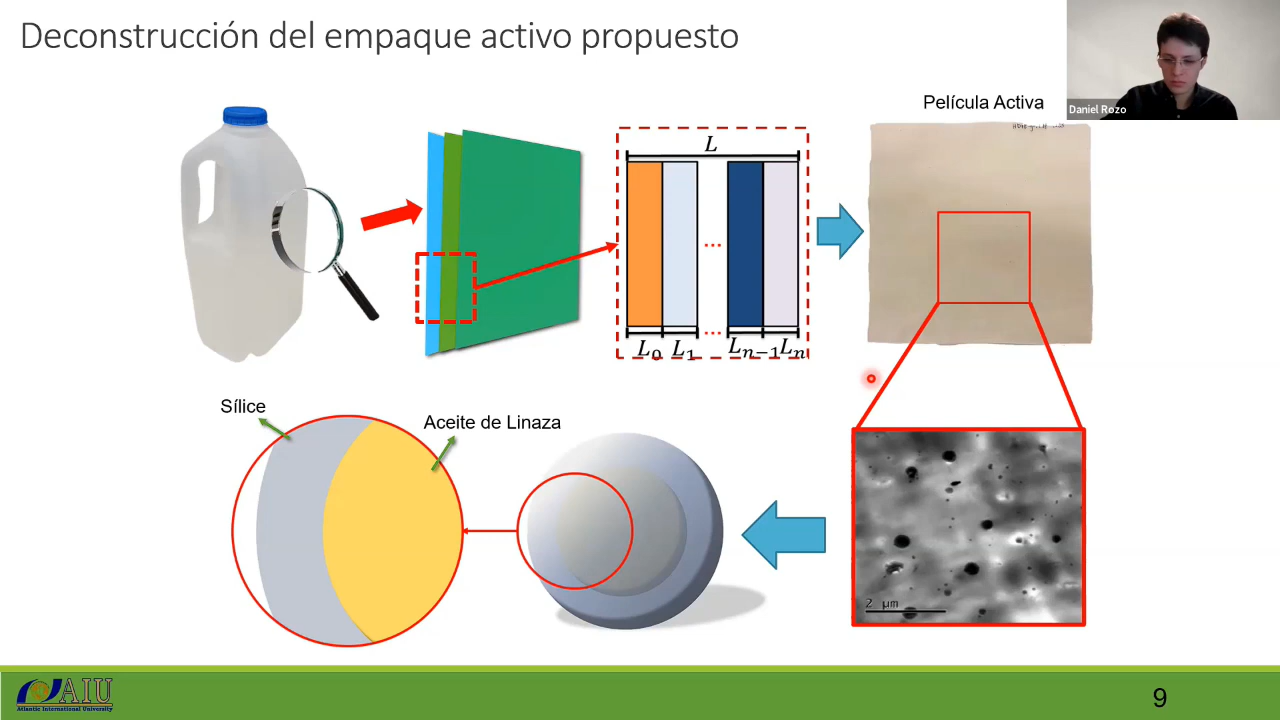 Deconstrucción del empaque activo propuesto
Daniel Rozo
Película Activa
L
...
L0 L1 ... Ln−1 Ln
Sílice
Aceite de Linaza
2 µm
AIU
Atlantic International University
9